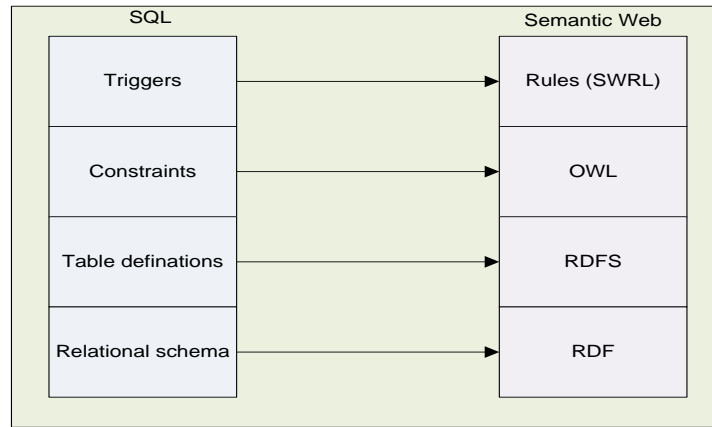 SQL
Semantic Web
Triggers
Rules (SWRL)
Constraints
OWL
Table definations
RDFS
Relational schema
RDF